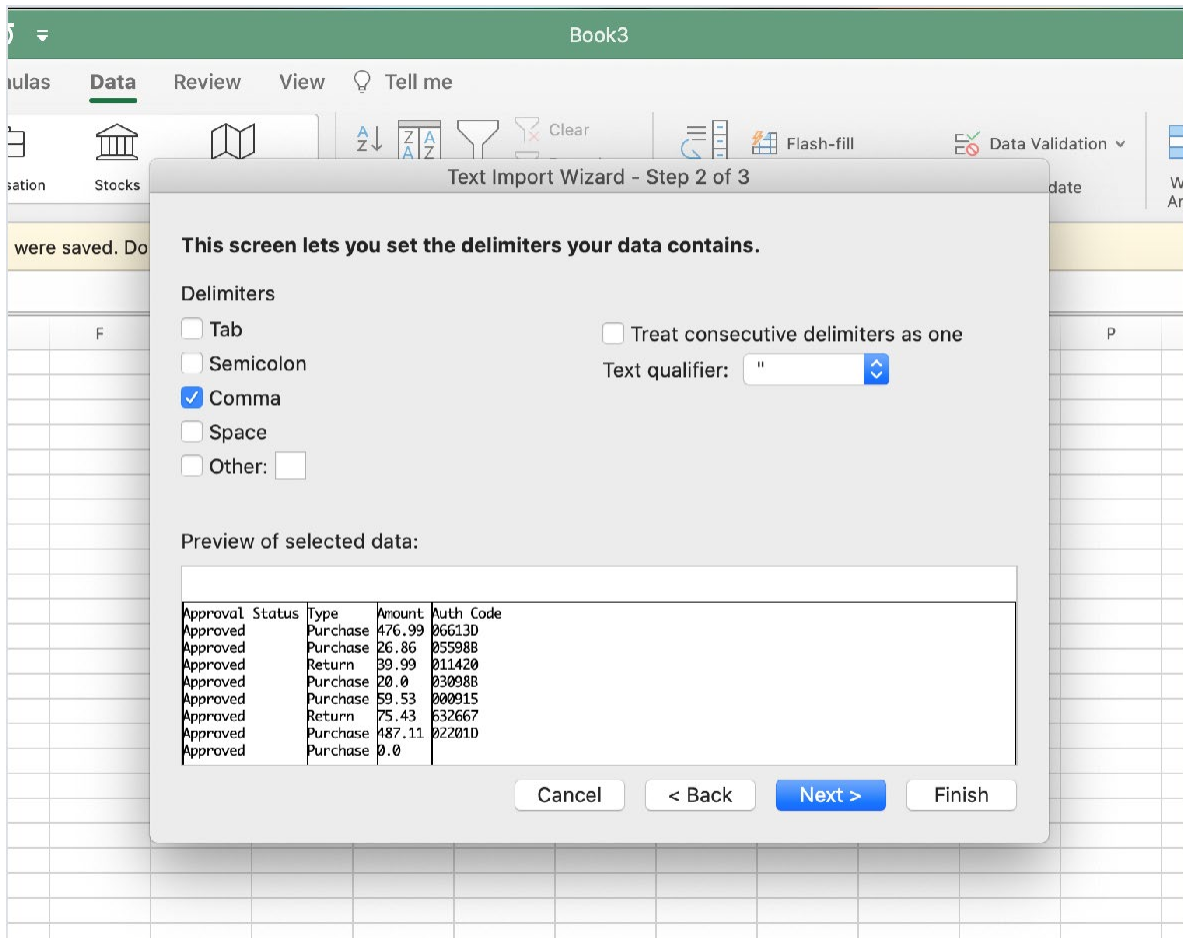 Book3
Data Review View Tell me
Clear
Flash-fill Data Validation
Stocks
Text Import Wizard - Step 2 of 3
were saved. Do
This screen lets you set the delimiters your data contains.
Delimiters
Tab
Semicolon
Comma
Space
Other:
Treat consecutive delimiters as one
Text qualifier: "
F P
Preview of selected data:
Approval Status Type Amount Auth Code
Approved Purchase 476.99 06613D
Approved Purchase 26.86 05598B
Approved Return 39.99 011420
Approved Purchase 20.0 03098B
Approved Purchase 59.53 000915
Approved Return 75.43 632667
Approved Purchase 487.11 02201D
Approved Purchase 0.0
Cancel < Back Next > Finish